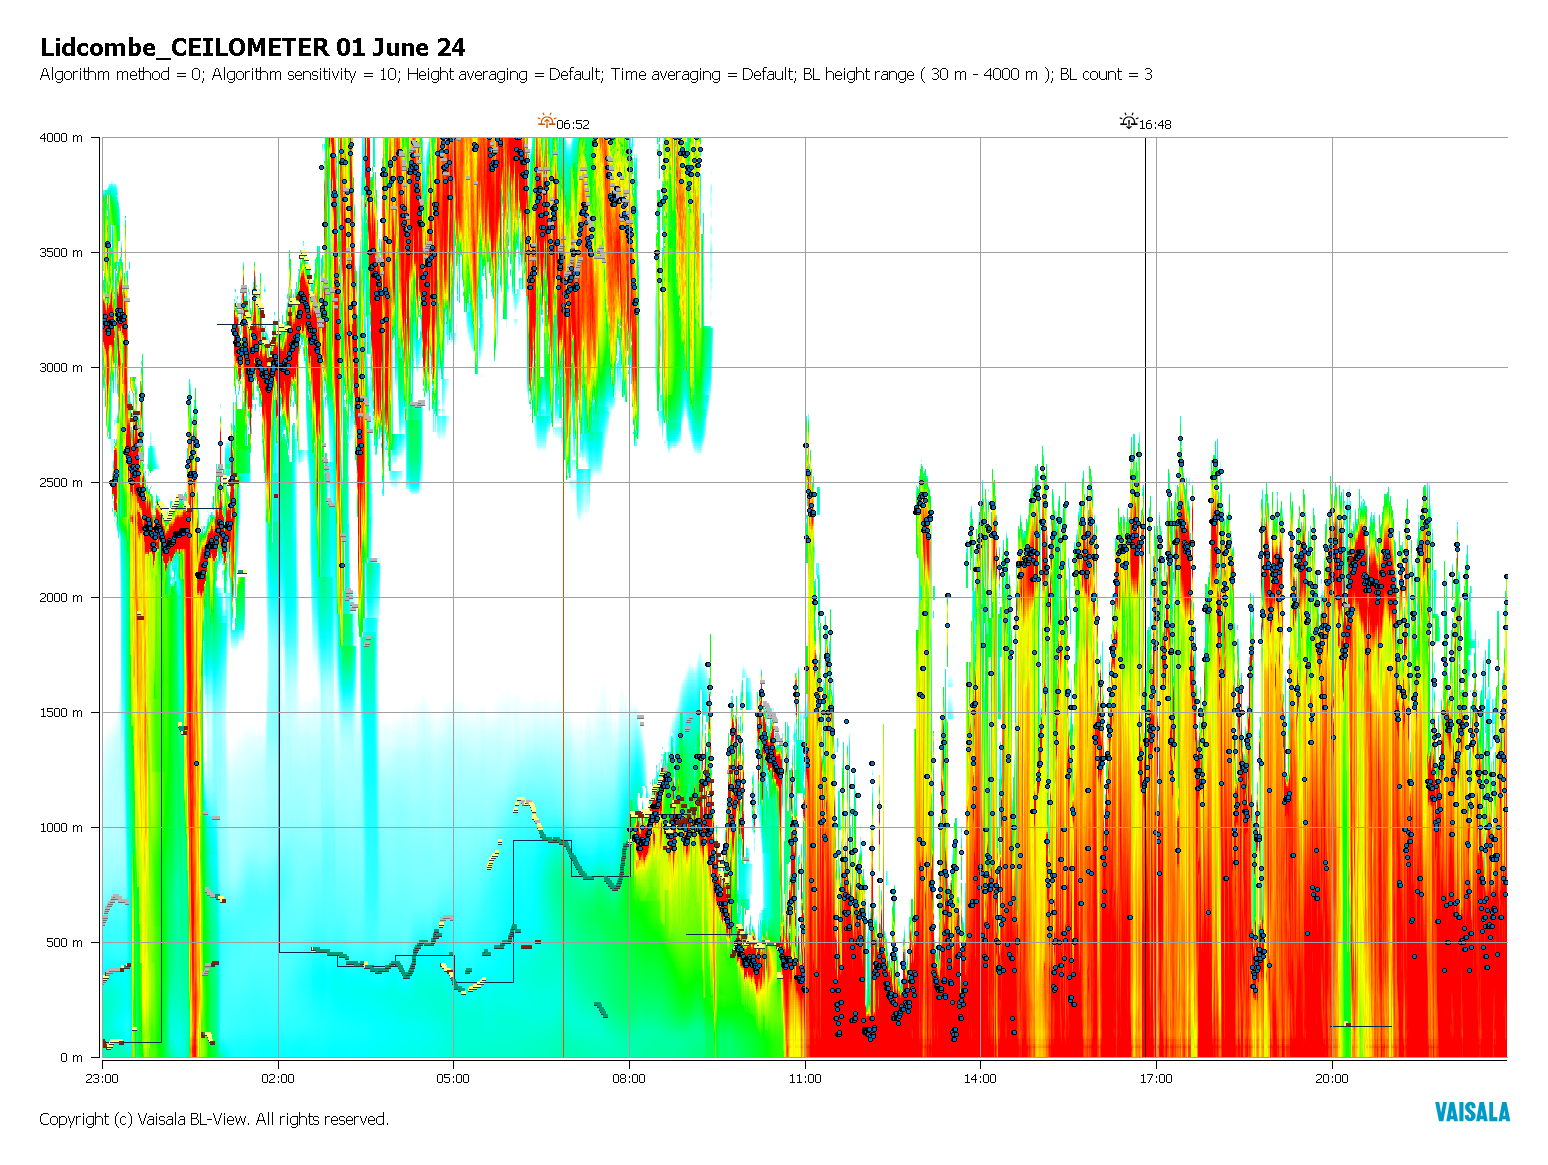 Lidcombe_CEILOMETER 01 June 24
Algorithm method = 0; Algorithm sensitivity = 10; Height averaging = Default; Time averaging = Default; BL height range ( 30 m - 4000 m ); BL count = 3
06:52
16:48
4000 m
3500 m
3000 m
2500 m
2000 m
1500 m
1000 m
500 m
0 m
23:00 02:00 05:00 08:00 11:00 14:00 17:00 20:00
Copyright (c) Vaisala BL-View. All rights reserved.
VAISALA